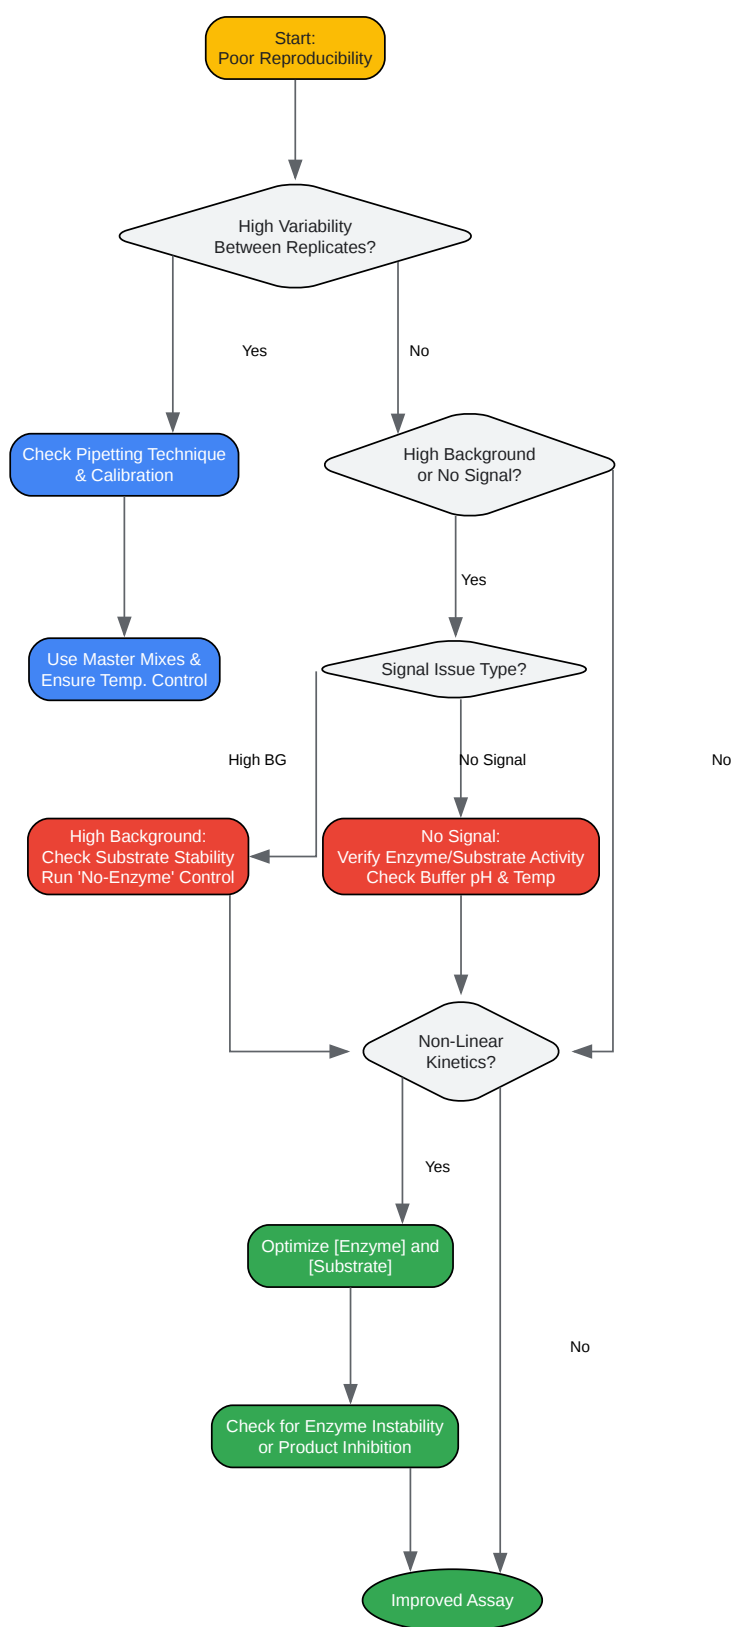 Start:
Poor Reproducibility
High Variability
Between Replicates?
Yes
No
Check Pipetting Technique
& Calibration
High Background
or No Signal?
Yes
Use Master Mixes &
Ensure Temp. Control
Signal Issue Type?
High BG
No Signal
No
High Background:
Check Substrate Stability
Run 'No-Enzyme' Control
No Signal:
Verify Enzyme/Substrate Activity
Check Buffer pH & Temp
Non-Linear
Kinetics?
Yes
Optimize [Enzyme] and
[Substrate]
No
Check for Enzyme Instability
or Product Inhibition
Improved Assay